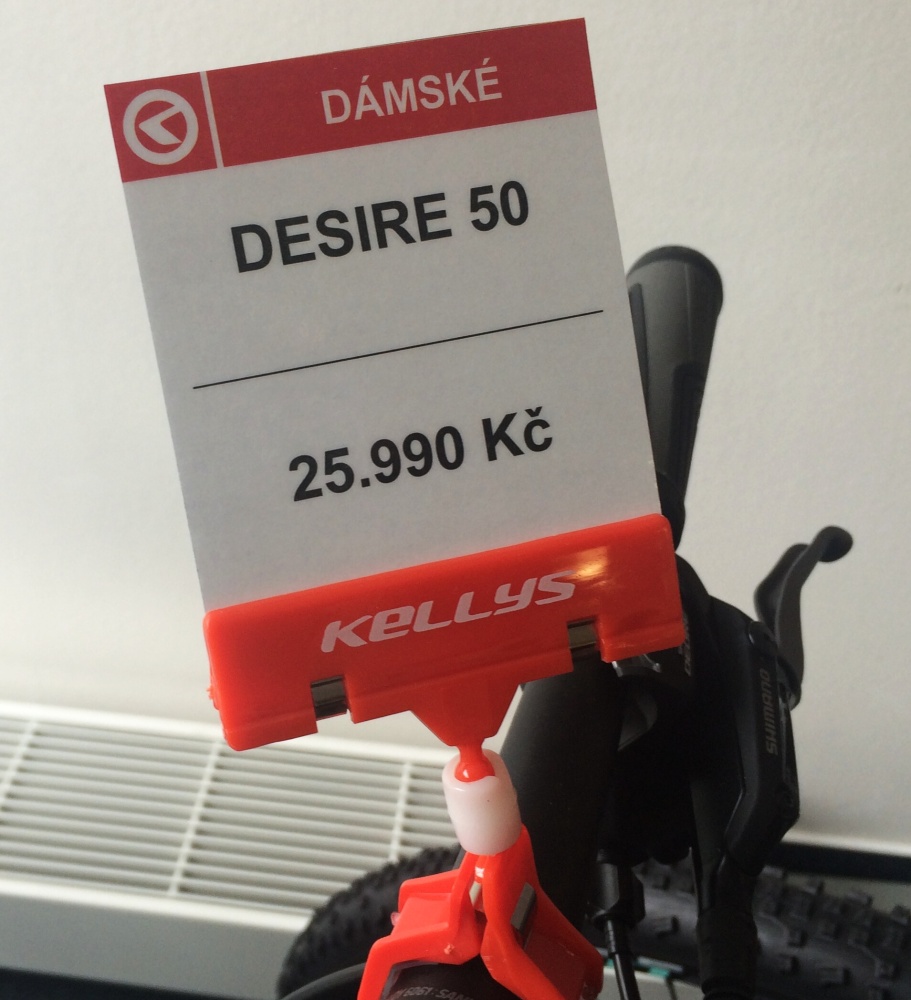 DÁMSKÉ
DESIRE 50
25.990 Kč
KELLYS
SHIMANO